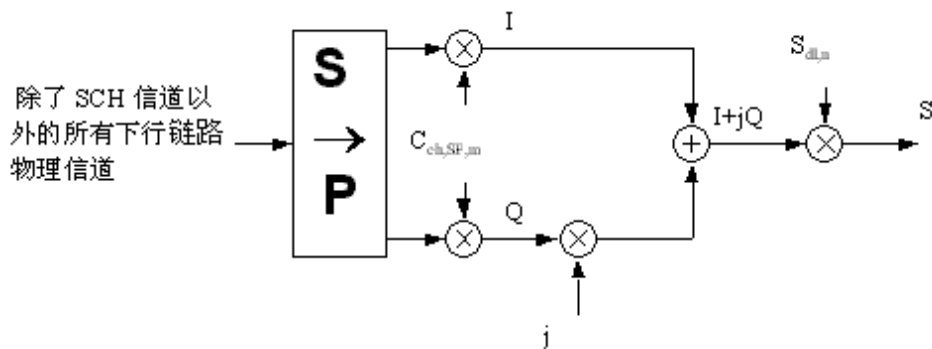 除了 SCH 信道以
外的所有下行链路
物理信道
S
→
P
I
C_ch,SF,m
Q
j
I+jQ
S_dl,n
S